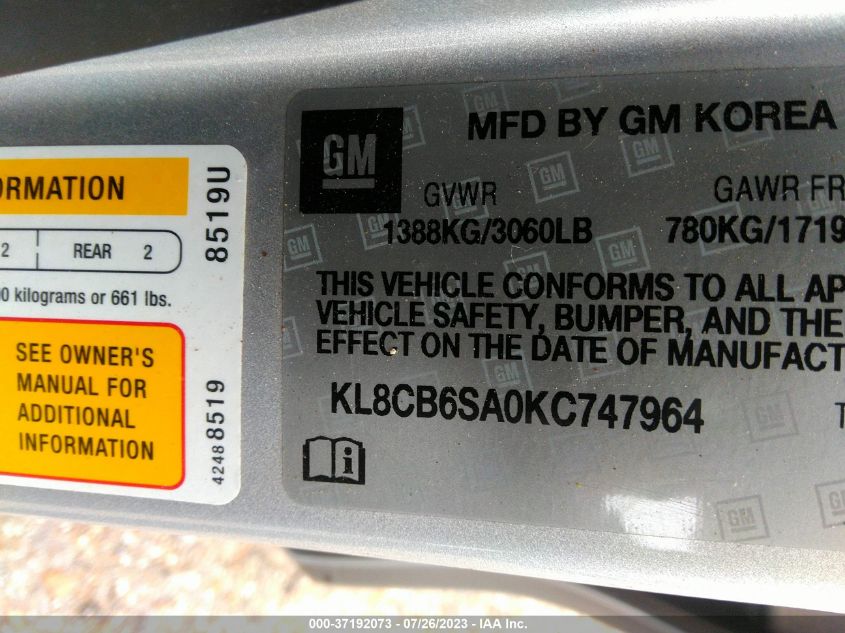 ORMATION
2 REAR 2
0 kilograms or 661 lbs.
SEE OWNER'S
MANUAL FOR
ADDITIONAL
INFORMATION
8519U
42488519
GM
MFD BY GM KOREA
GVWR GAWR FR
1388KG/3060LB 780KG/1719
THIS VEHICLE CONFORMS TO ALL AP
VEHICLE SAFETY, BUMPER, AND THE
EFFECT ON THE DATE OF MANUFACT
KL8CB6SA0KC747964
T
i
000-37192073 - 07/26/2023 - IAA Inc.